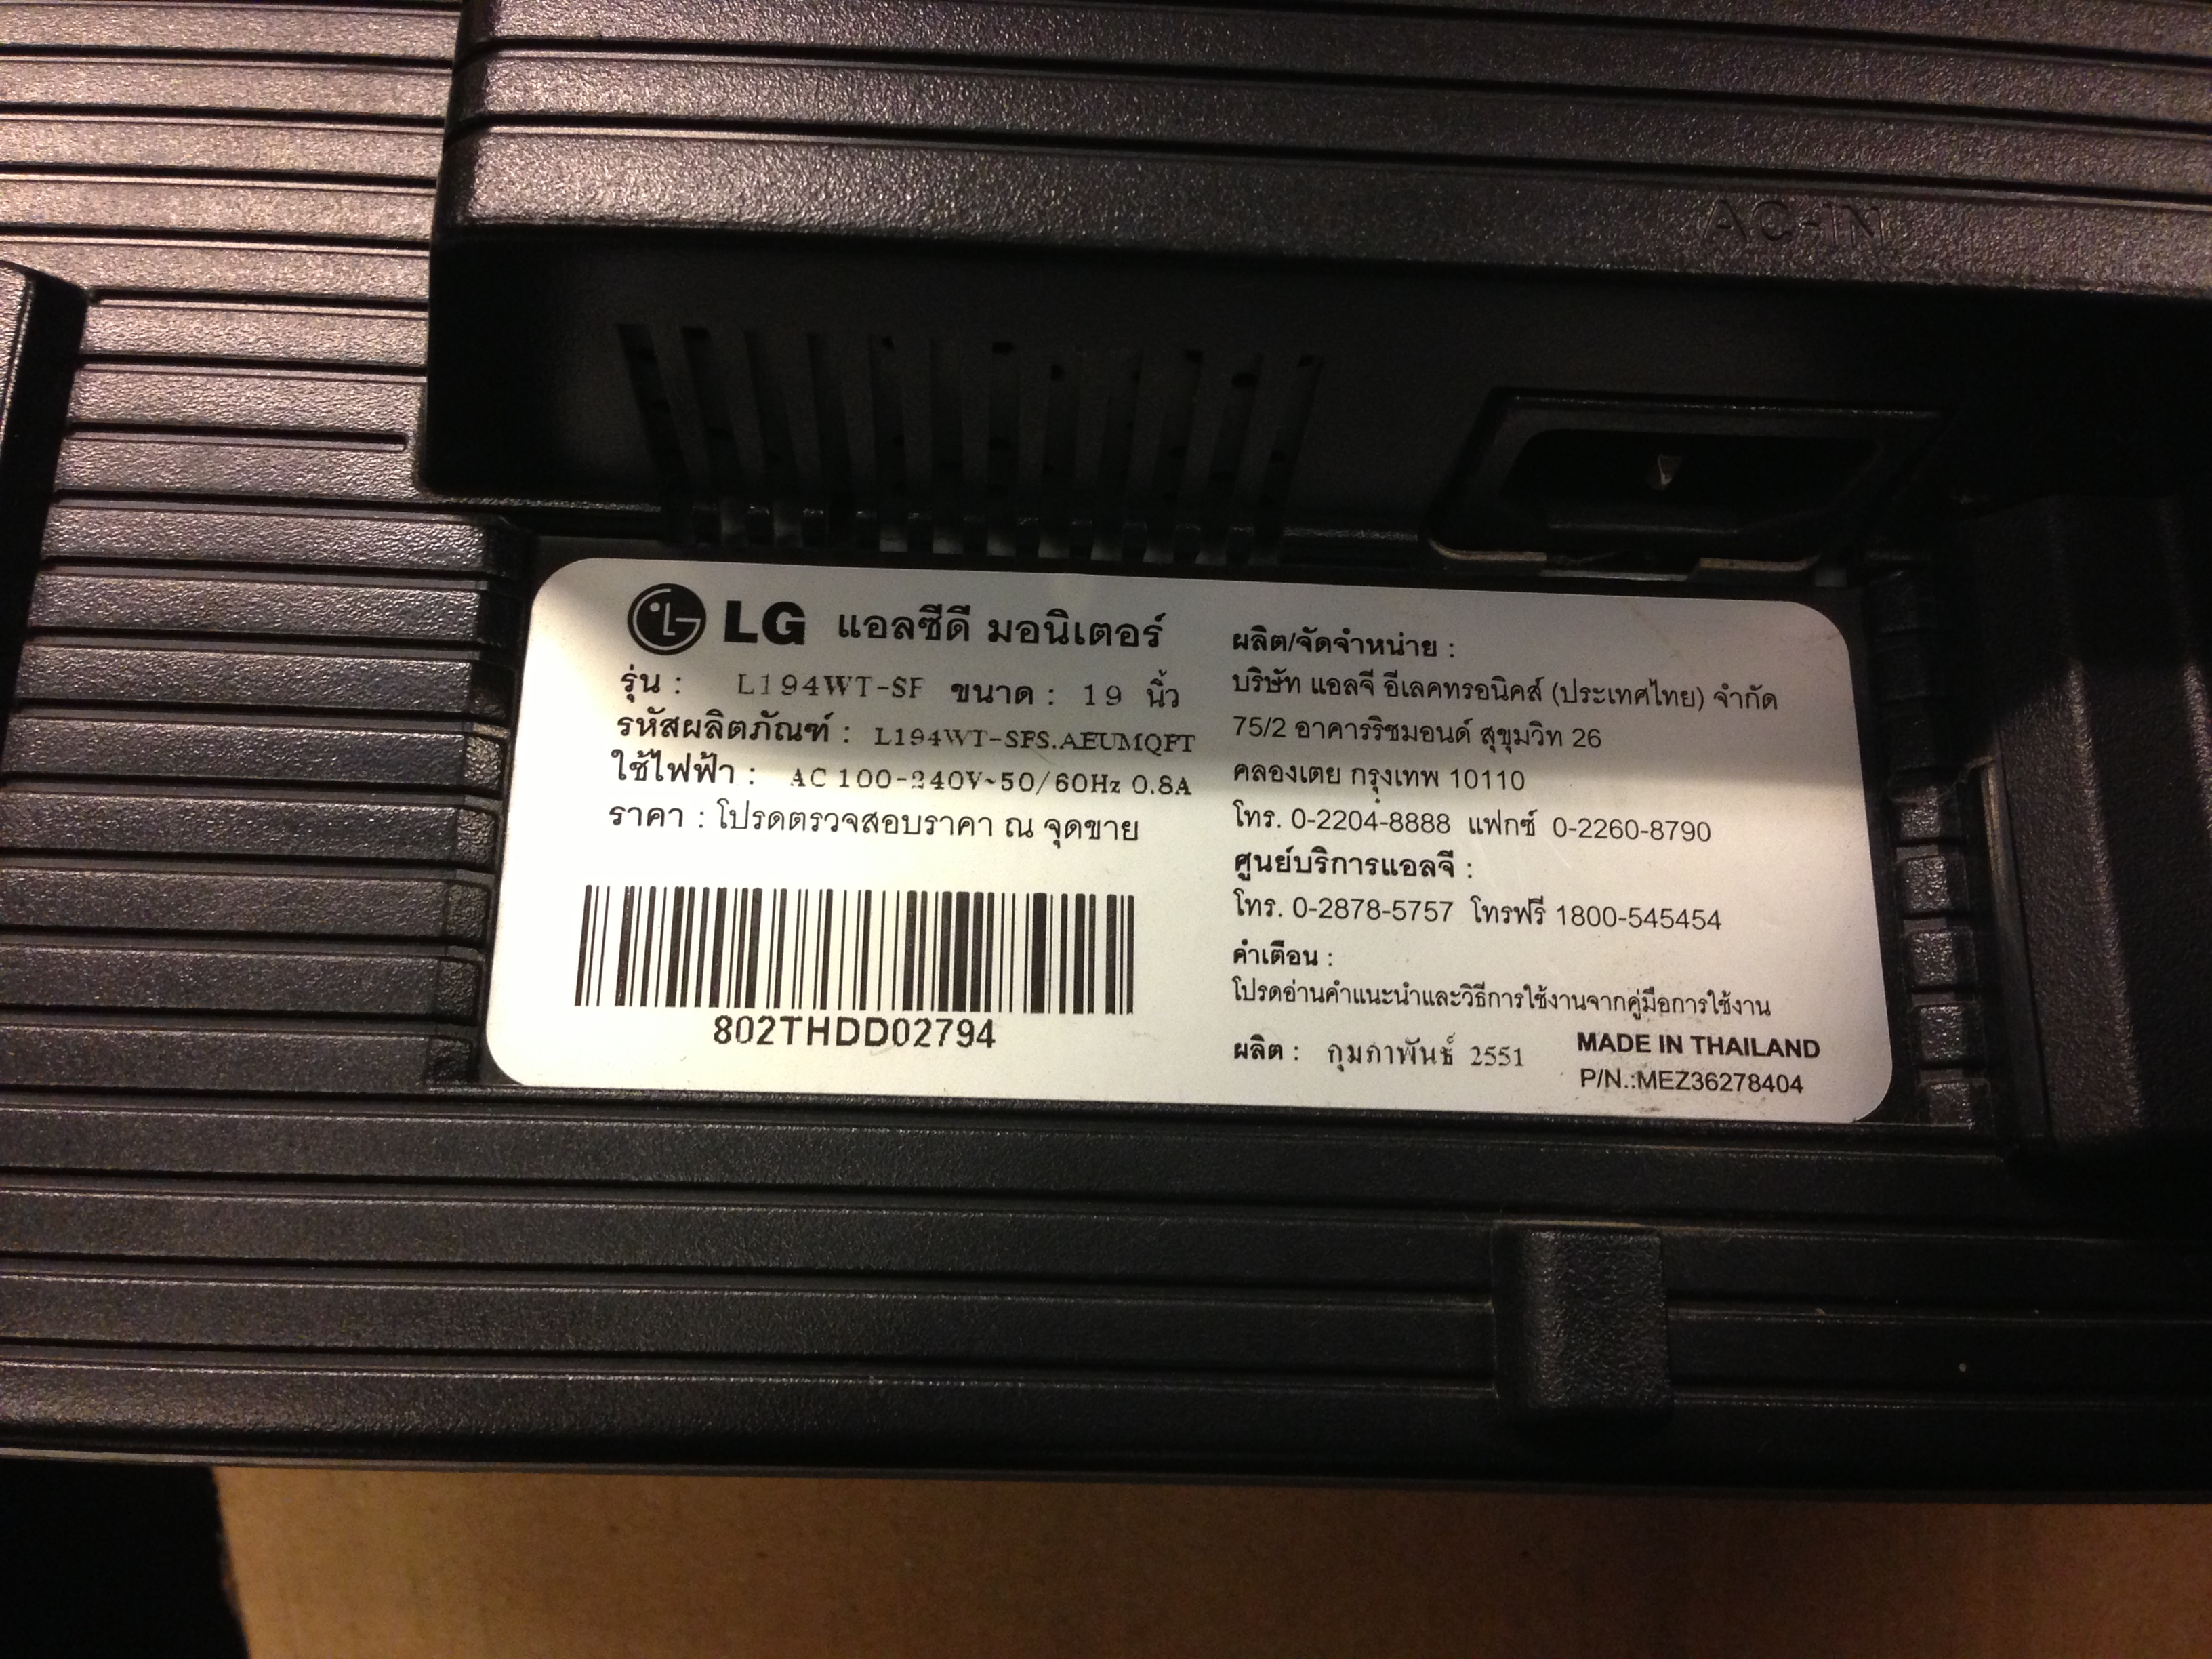 AC-IN
LG แอลซีดี มอนิเตอร์
รุ่น : L194WT-SF ขนาด : 19 นิ้ว
รหัสผลิตภัณฑ์ : L194WT-SFS.AEUMQFT
ใช้ไฟฟ้า : AC 100-240V~50/60Hz 0.8A
ราคา : โปรดตรวจสอบราคา ณ จุดขาย
802THDD02794
ผลิต/จัดจำหน่าย :
บริษัท แอลจี อีเลคทรอนิคส์ (ประเทศไทย) จำกัด
75/2 อาคารริชมอนด์ สุขุมวิท 26
คลองเตย กรุงเทพ 10110
โทร. 0-2204-8888 แฟกซ์ 0-2260-8790
ศูนย์บริการแอลจี :
โทร. 0-2878-5757 โทรฟรี 1800-545454
คำเตือน :
โปรดอ่านคำแนะนำและวิธีการใช้งานจากคู่มือการใช้งาน
ผลิต : กุมภาพันธ์ 2551
MADE IN THAILAND
P/N.:MEZ36278404